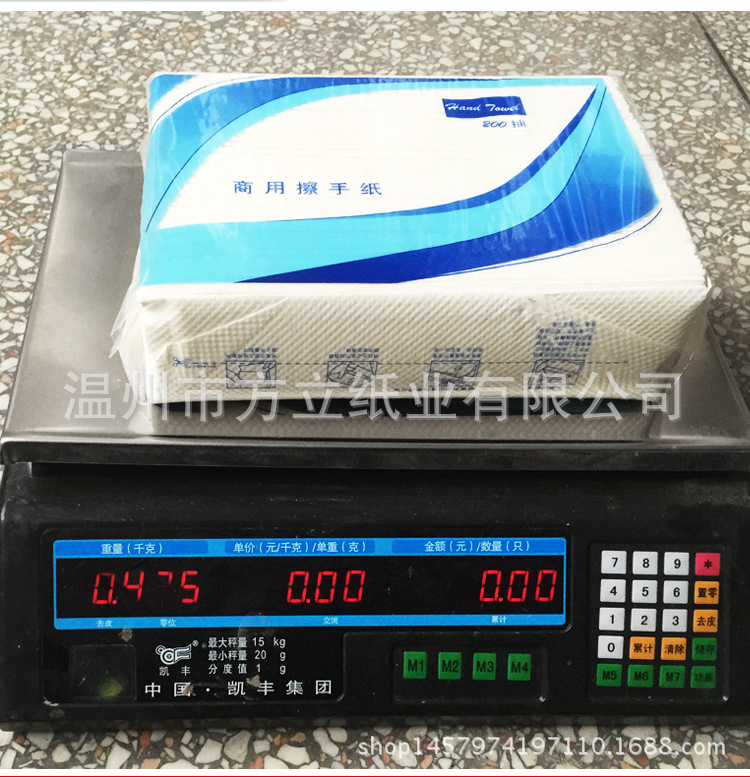 Hand Towel
200抽
商用擦手纸
温州市方立纸业有限公司
重量（千克） 单价（元/千克）/单重（克） 金额（元）/数量（只）
0.475 0.00 0.00
去皮 零位 交流 累计
凯丰
最大秤量 15 kg
最小秤量 20 g
分度值 1 g
中国·凯丰集团
M1 M2 M3 M4
7 8 9 *
4 5 6 置零
1 2 3 去皮
0 累计 清除 储存
M5 M6 M7 功能
shop1457974197110.1688.com